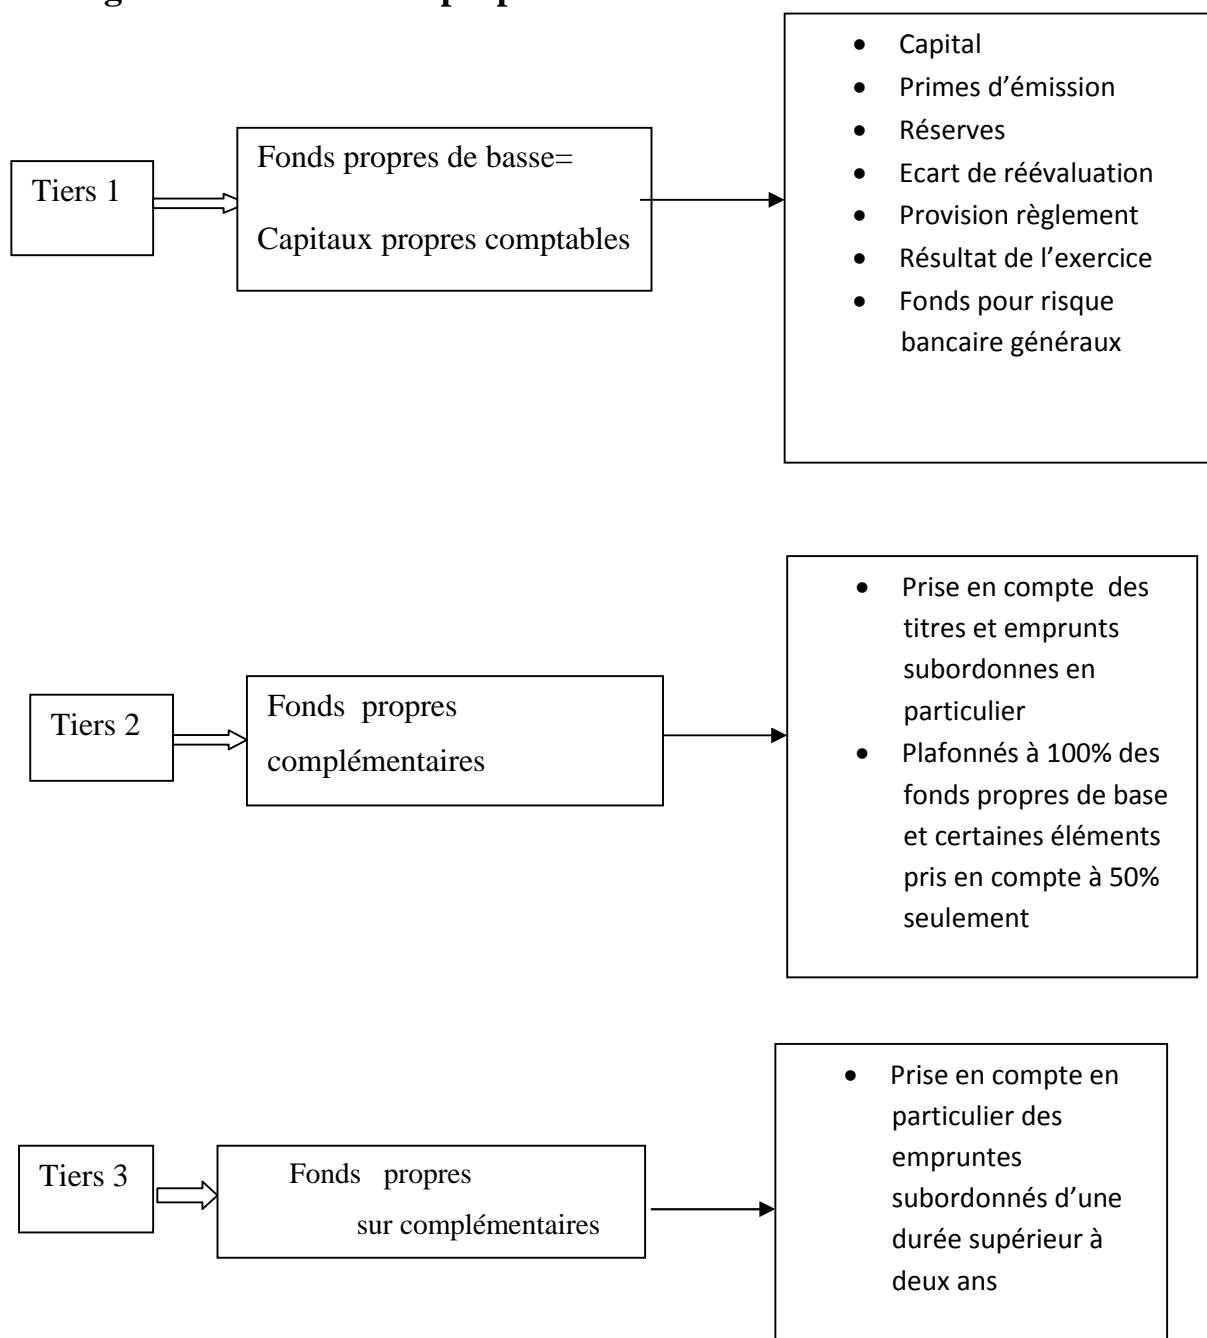 Tiers 1
Fonds propres de basse=
Capitaux propres comptables
• Capital
• Primes d’émission
• Réserves
• Ecart de réévaluation
• Provision règlement
• Résultat de l’exercice
• Fonds pour risque
bancaire généraux
Tiers 2
Fonds propres
complémentaires
• Prise en compte des
titres et emprunts
subordonnes en
particulier
• Plafonnés à 100% des
fonds propres de base
et certaines éléments
pris en compte à 50%
seulement
Tiers 3
Fonds propres
sur complémentaires
• Prise en compte en
particulier des
empruntes
subordonnés d’une
durée supérieur à
deux ans